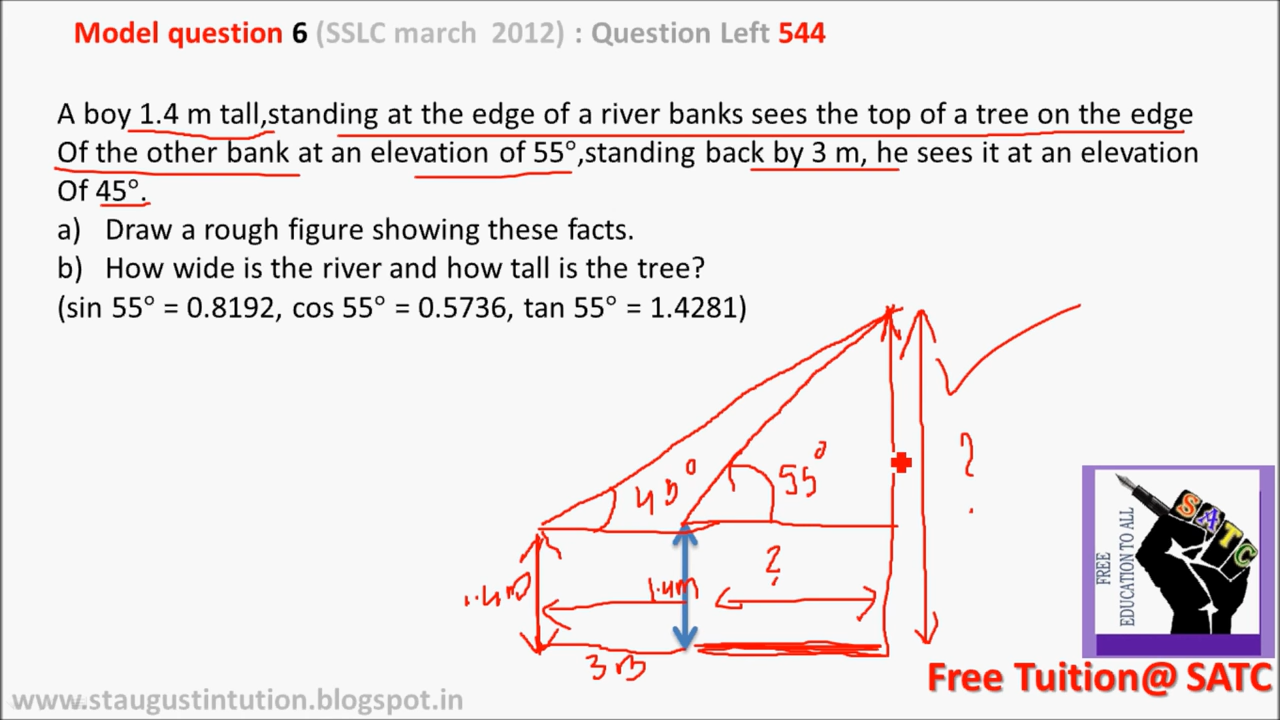 Model question 6 (SSLC march 2012) : Question Left 544
A boy 1.4 m tall,standing at the edge of a river banks sees the top of a tree on the edge
Of the other bank at an elevation of 55°,standing back by 3 m, he sees it at an elevation
Of 45°.
a) Draw a rough figure showing these facts.
b) How wide is the river and how tall is the tree?
(sin 55° = 0.8192, cos 55° = 0.5736, tan 55° = 1.4281)
45°
55°
?
?
1.4m
1.4m
3m
FREE
EDUCATION TO ALL
SATC
Free Tuition@ SATC
www.staugustintution.blogspot.in